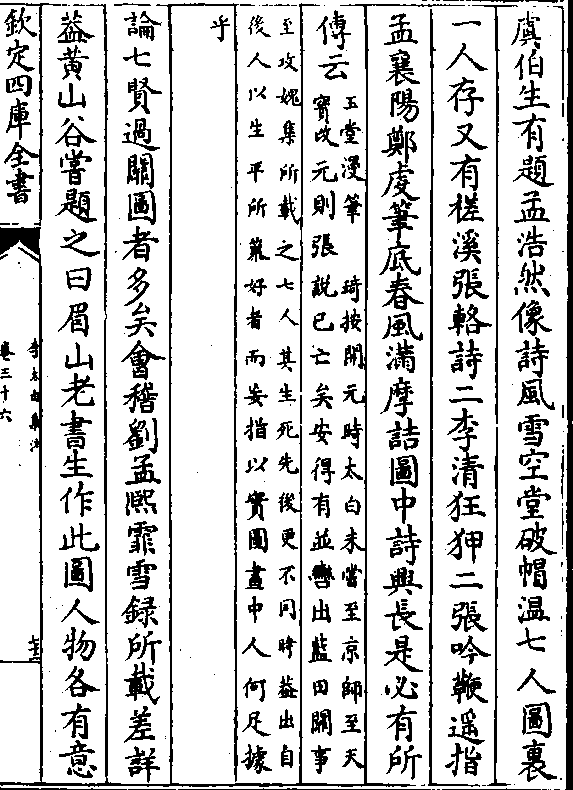 虞伯生有題孟浩然像詩風雪空堂破帽温七人圖裏
一人存又有槎溪張輅詩二李清狂狎二張吟鞭遥指
孟襄陽鄭虔筆底春風滿摩詰圖中詩興長是必有所
傳云
玉堂漫筆　琦按開元時太白未嘗至京師至天
寳改元則張說已亡矣安得有並轡出藍田關事
至攻媿集所載之七人其生死先後更不同時葢出自
後人以生平所蘄好者而妄指以實圖畫中人何足據
乎
論七賢過關圖者多矣會稽劉孟熙霏雪録所載差詳
葢黄山谷嘗題之曰眉山老書生作此圖人物各有意
欽定四庫全書
李太白集注
卷三十六